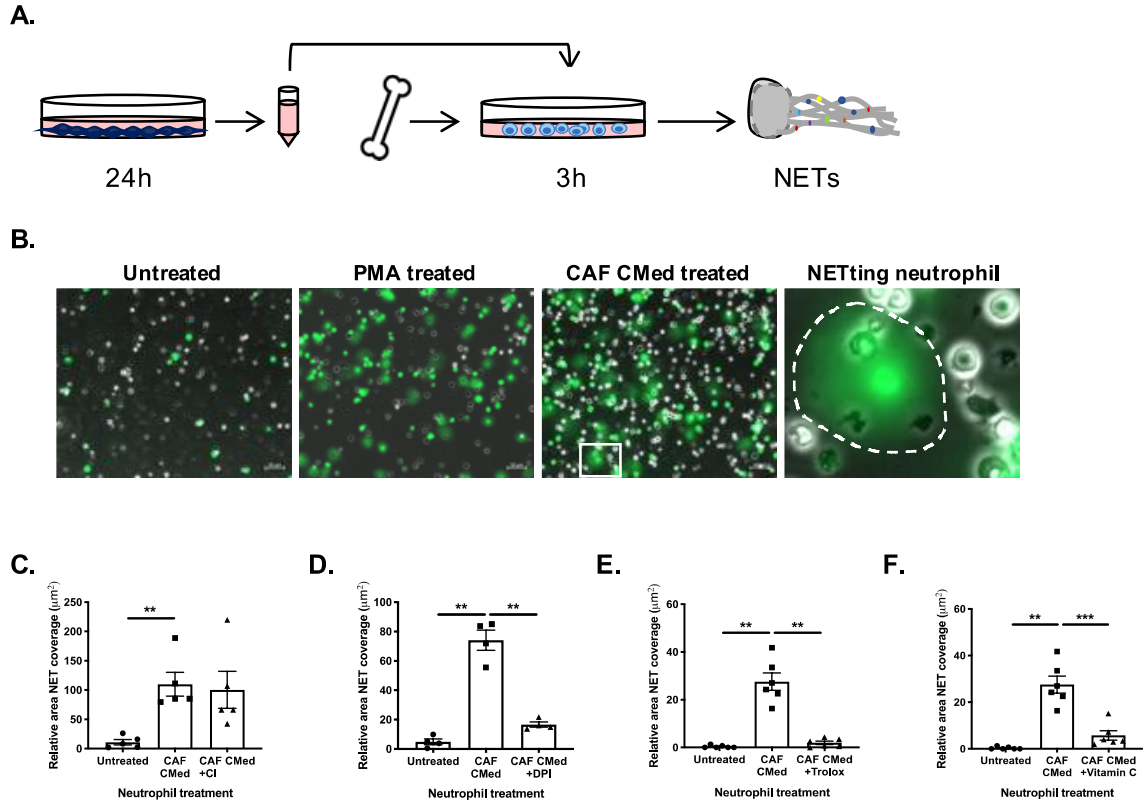 A.
24h
3h
NETs
B.
Untreated
PMA treated
CAF CMed treated
NETting neutrophil
C.
Relative area NET coverage (μm²)
250
200
150
100
50
0
**
Untreated
CAF
CMed
CAF CMed
+CI
Neutrophil treatment
D.
Relative area NET coverage (μm²)
100
80
60
40
20
0
**
**
Untreated
CAF
CMed
CAF CMed
+DPI
Neutrophil treatment
E.
Relative area NET coverage (μm²)
60
40
20
0
**
**
Untreated
CAF
CMed
CAF CMed
+Trolox
Neutrophil treatment
F.
Relative area NET coverage (μm²)
60
40
20
0
**
***
Untreated
CAF
CMed
CAF CMed
+Vitamin C
Neutrophil treatment